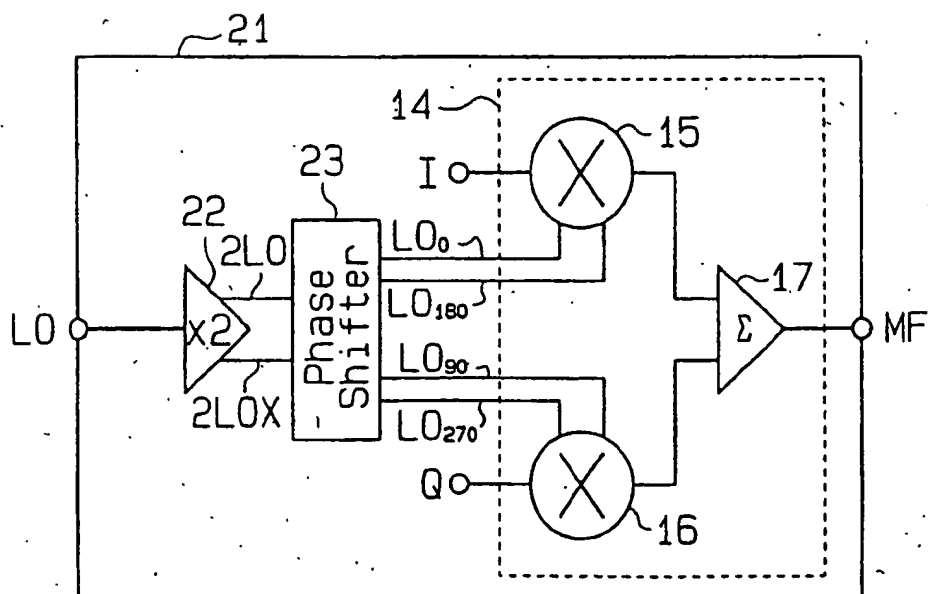 21
14
15
I
23
22
2LO
LO0
LO180
17
LO
x2
Phase
Shifter
Σ
MF
LO90
2LOX
LO270
Q
16